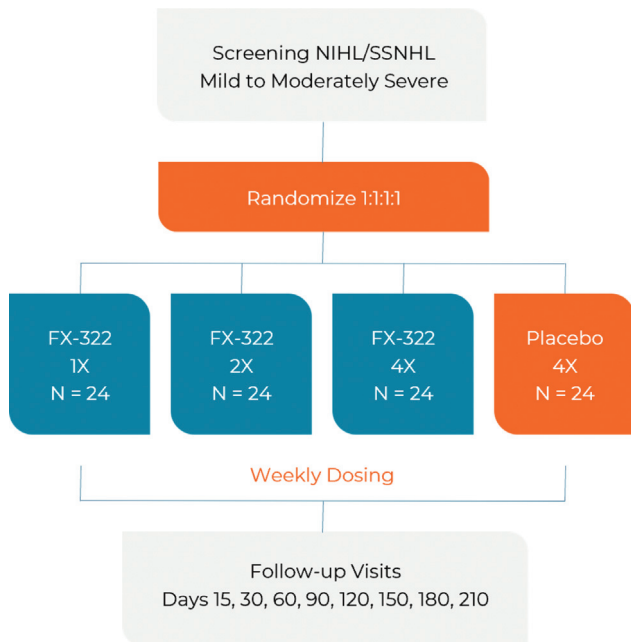 Screening NIHL/SSNHL
Mild to Moderately Severe
Randomize 1:1:1:1
FX-322
1X
N = 24
FX-322
2X
N = 24
FX-322
4X
N = 24
Placebo
4X
N = 24
Weekly Dosing
Follow-up Visits
Days 15, 30, 60, 90, 120, 150, 180, 210